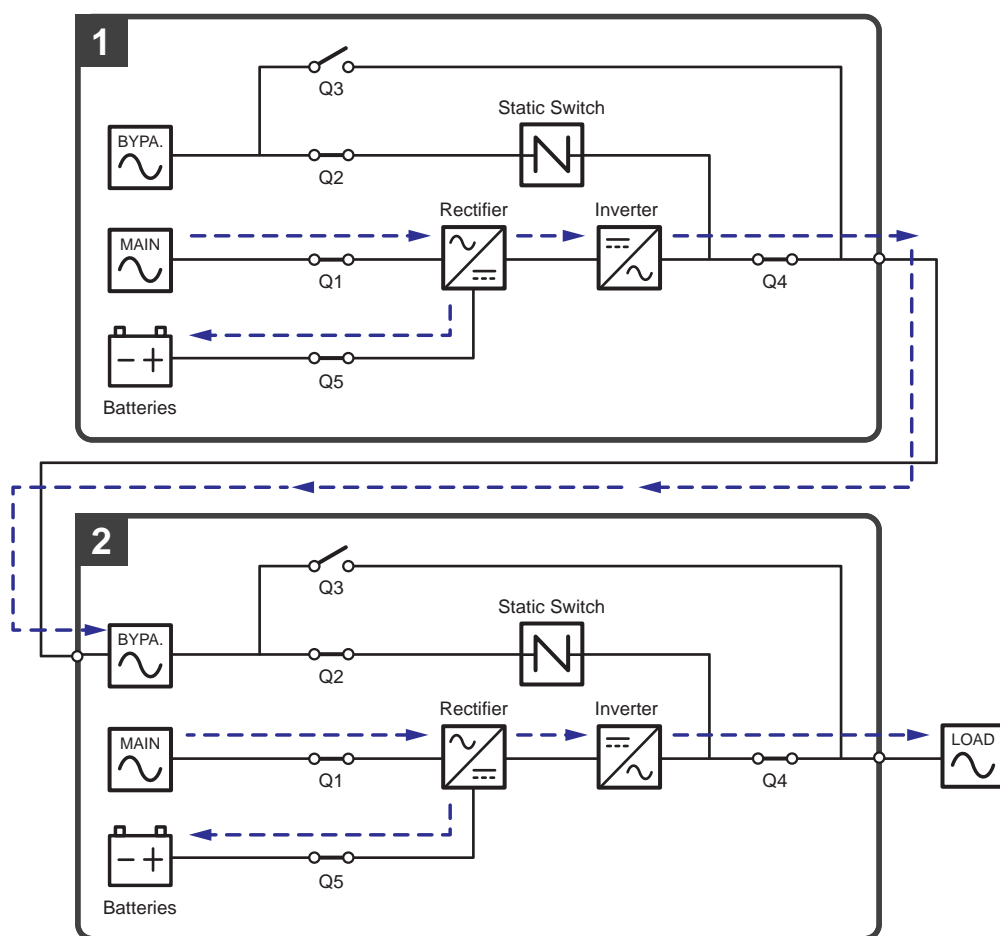 1
Q3
Static Switch
BYPA.
Q2
Rectifier
Inverter
MAIN
Q1
Q4
Q5
Batteries
2
Q3
Static Switch
BYPA.
Q2
Rectifier
Inverter
MAIN
LOAD
Q1
Q4
Q5
Batteries